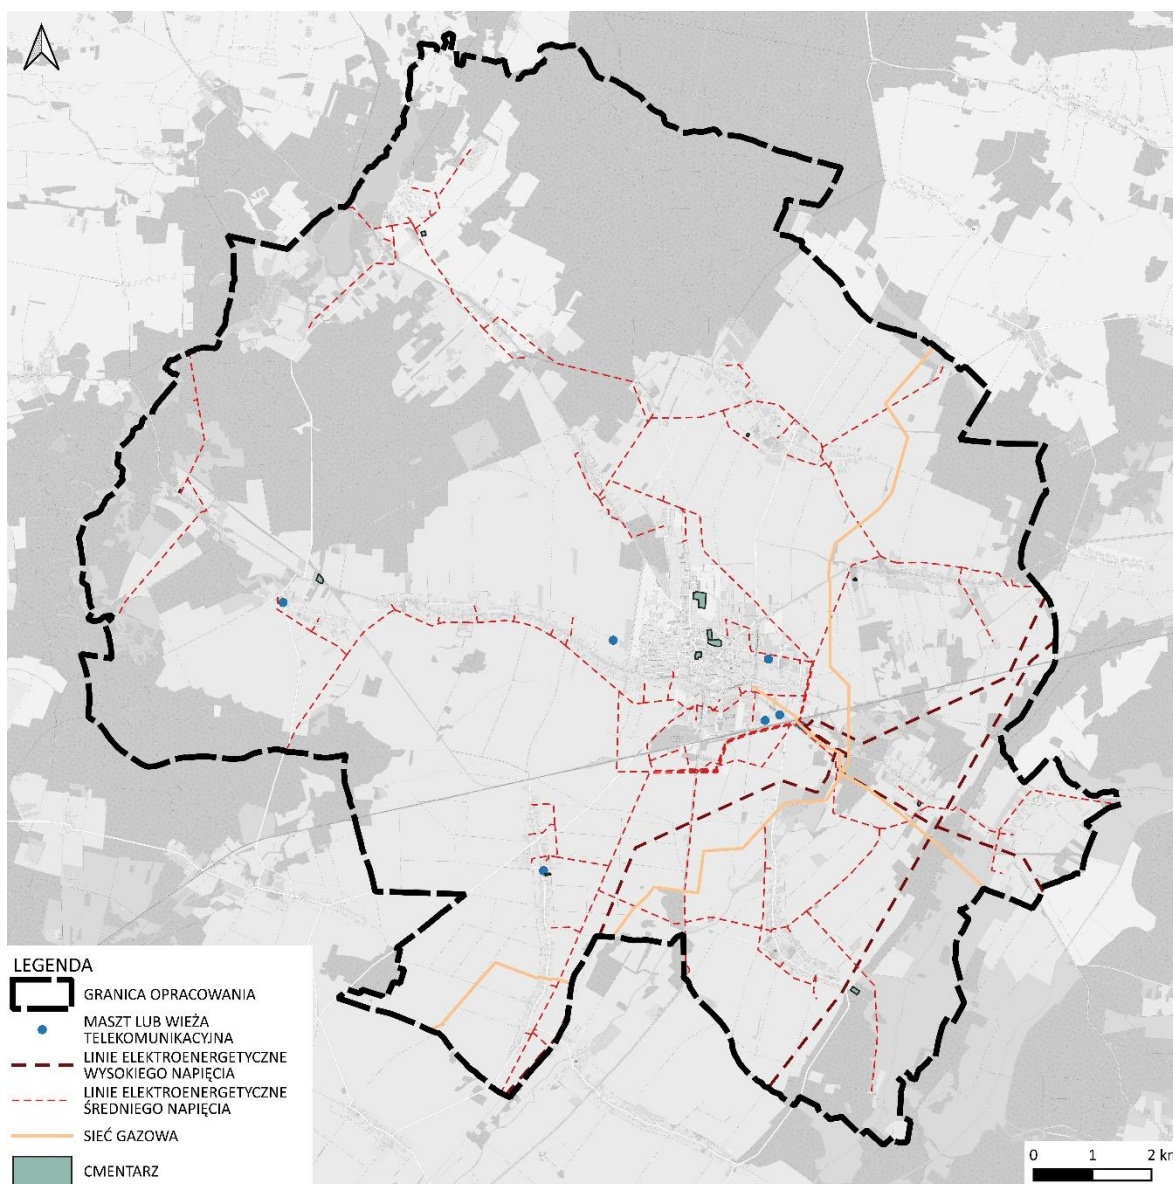 LEGENDA
GRANICA OPRACOWANIA
MASZT LUB WIEŻA
TELEKOMUNIKACYJNA
LINIE ELEKTROENERGETYCZNE
WYSOKIEGO NAPIĘCIA
LINIE ELEKTROENERGETYCZNE
ŚREDNIEGO NAPIĘCIA
SIEĆ GAZOWA
CMENTARZ
0 1 2 km